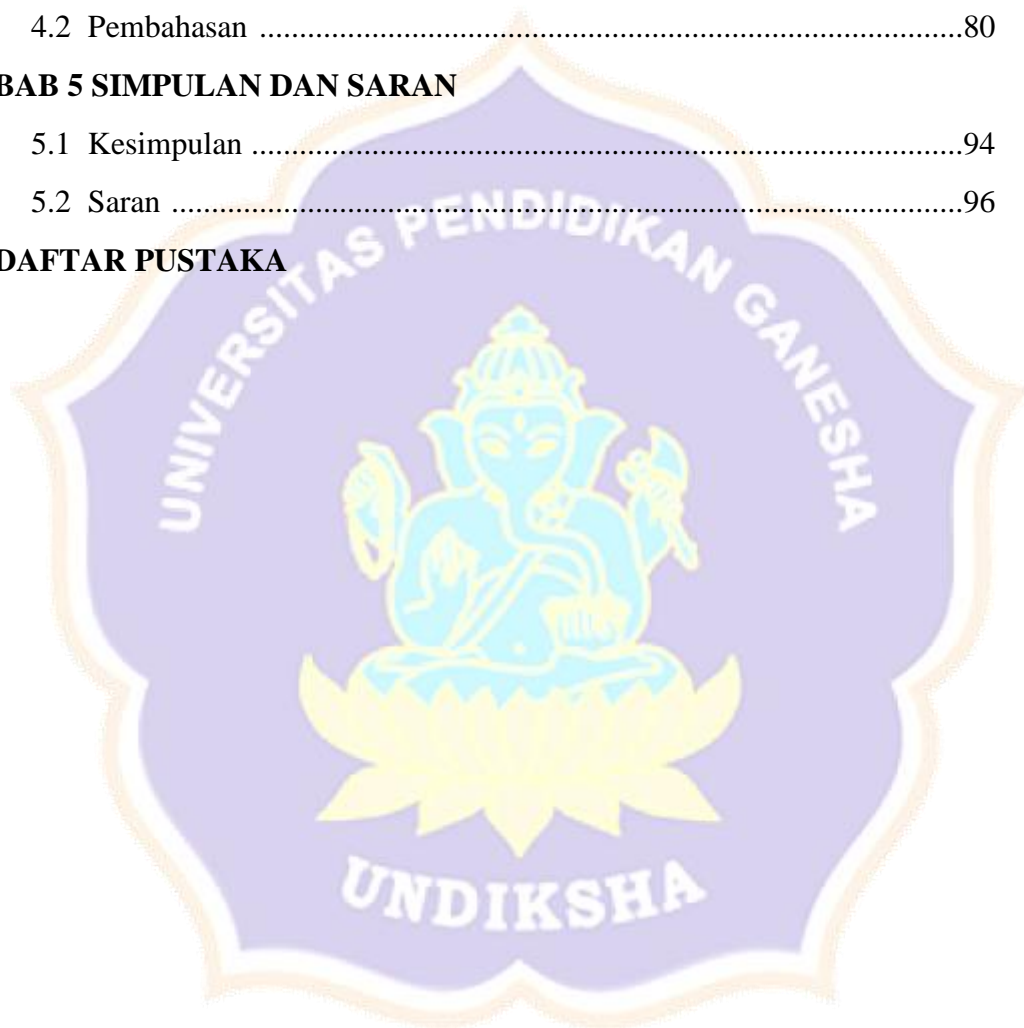 4.2 Pembahasan ........................................................................................80
BAB 5 SIMPULAN DAN SARAN
5.1 Kesimpulan .........................................................................................94
5.2 Saran ...................................................................................................96
DAFTAR PUSTAKA
UNIVERSITAS PENDIDIKAN GANESHA
UNDIKSHA